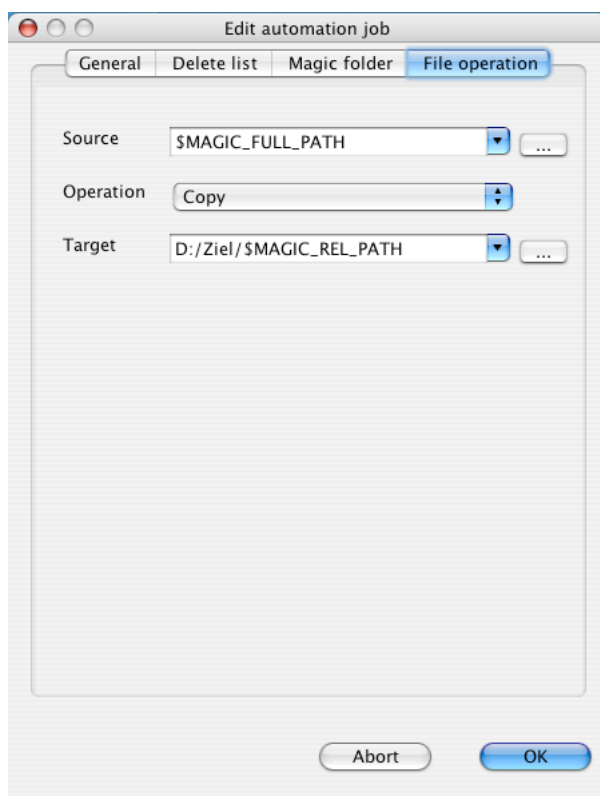 Edit automation job
General Delete list Magic folder File operation
Source $MAGIC_FULL_PATH ...
Operation Copy
Target D:/Ziel/$MAGIC_REL_PATH ...
Abort OK